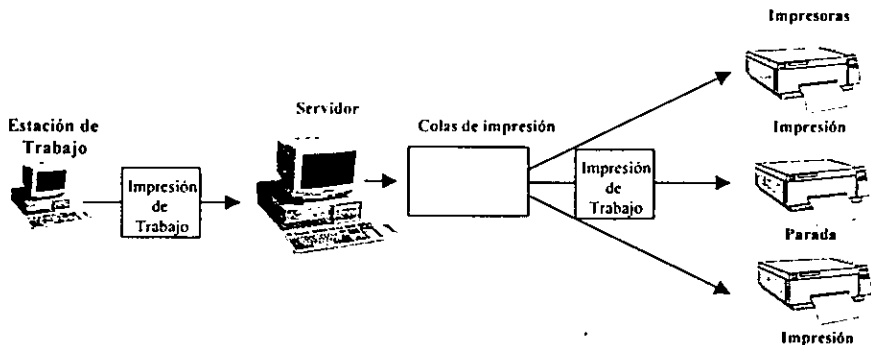 Impresoras
Estación de
Trabajo
Impresión
de
Trabajo
Servidor
Colas de impresión
Impresión
de
Trabajo
Impresión
Parada
Impresión